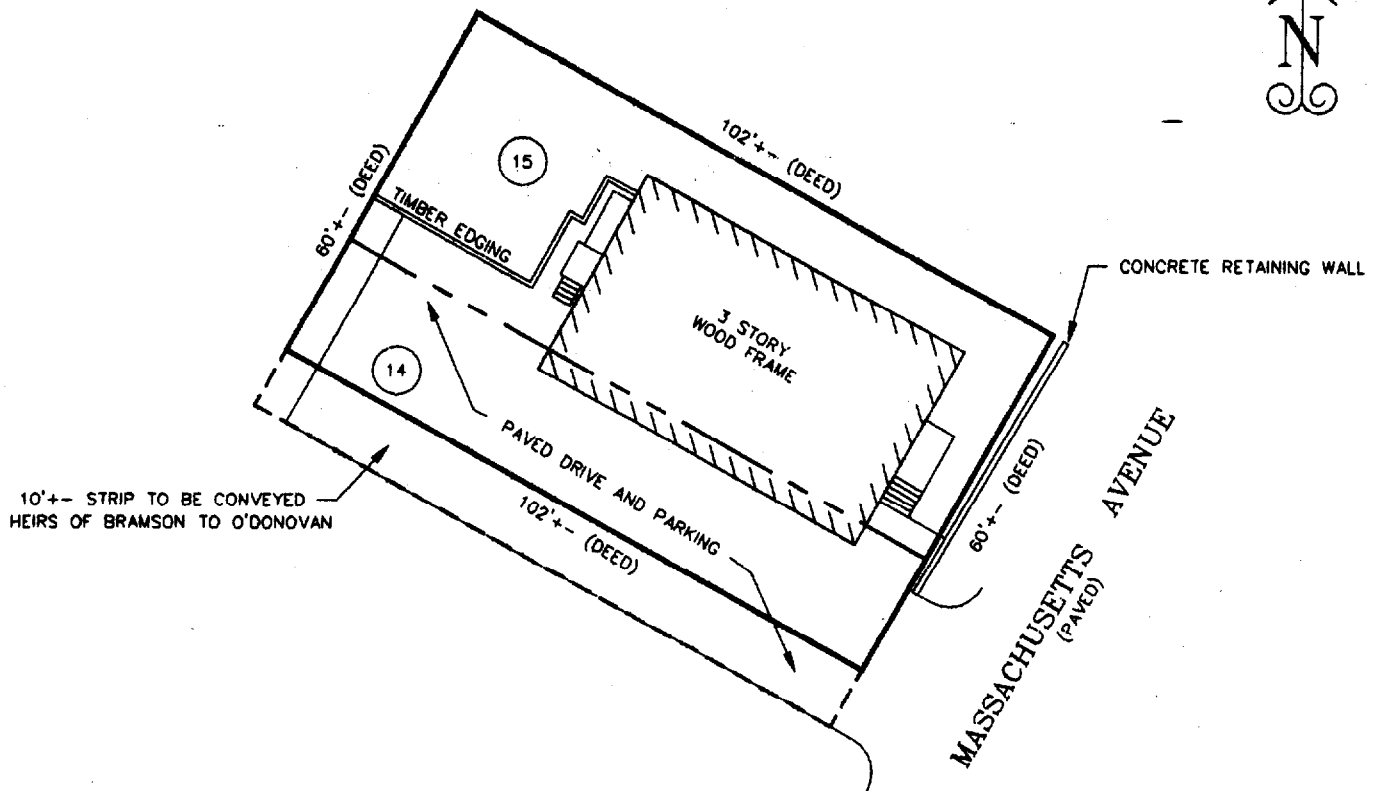 N
102'+- (DEED)
15
60'+- (DEED)
TIMBER EDGING
CONCRETE RETAINING WALL
3 STORY
WOOD FRAME
14
PAVED DRIVE AND PARKING
60'+- (DEED)
10'+- STRIP TO BE CONVEYED
HEIRS OF BRAMSON TO O'DONOVAN
102'+- (DEED)
MASSACHUSETTS AVENUE
(PAVED)